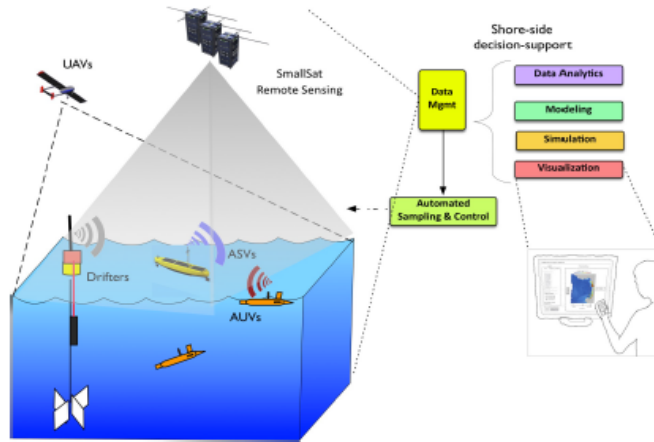 Shore-side
decision-support
UAVs
SmallSat
Remote Sensing
Data
Mgmt
Data Analytics
Modeling
Simulation
Visualization
Automated
Sampling & Control
Drifters
ASVs
AUVs